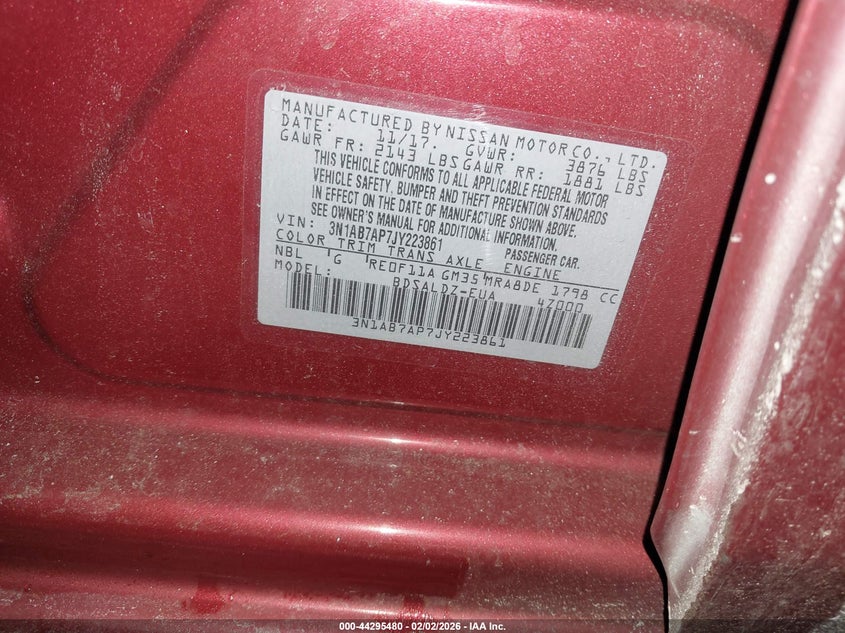 MANUFACTURED BY NISSAN MOTOR CO., LTD.
DATE: 11/17. GVWR: 3876 LBS
GAWR FR: 2143 LBS GAWR RR: 1881 LBS
THIS VEHICLE CONFORMS TO ALL APPLICABLE FEDERAL MOTOR
VEHICLE SAFETY, BUMPER AND THEFT PREVENTION STANDARDS
IN EFFECT ON THE DATE OF MANUFACTURE SHOWN ABOVE.
SEE OWNER'S MANUAL FOR ADDITIONAL INFORMATION.
VIN: 3N1AB7AP7JY223861 PASSENGER CAR.
COLOR TRIM TRANS AXLE ENGINE
NBL G RE0F11A GM35 MRA8DE 1798 CC
MODEL: BDSALDZ-EUA 4Z000
3N1AB7AP7JY223861
000-44295480 - 02/02/2026 - IAA Inc.